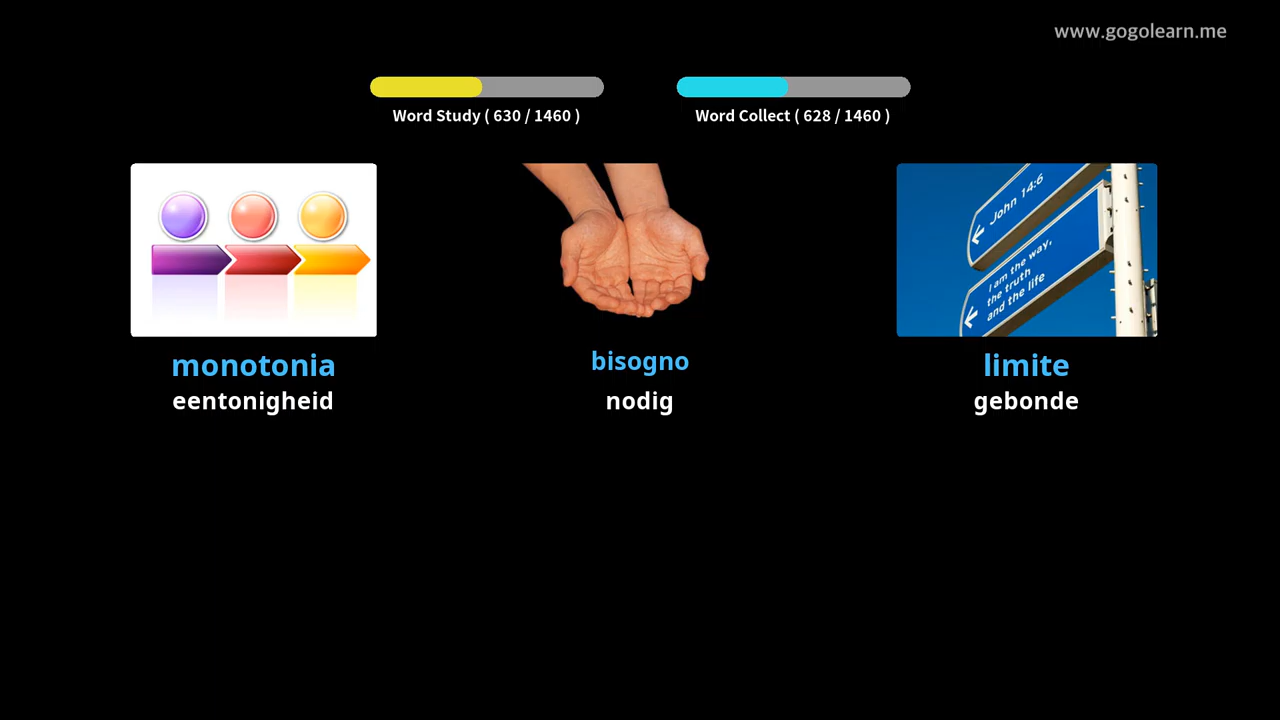 www.gogolearn.me
Word Study ( 630 / 1460 )
Word Collect ( 628 / 1460 )
John 14:6
I am the way,
the truth
and the life
monotonia
bisogno
limite
eentonigheid
nodig
gebonde